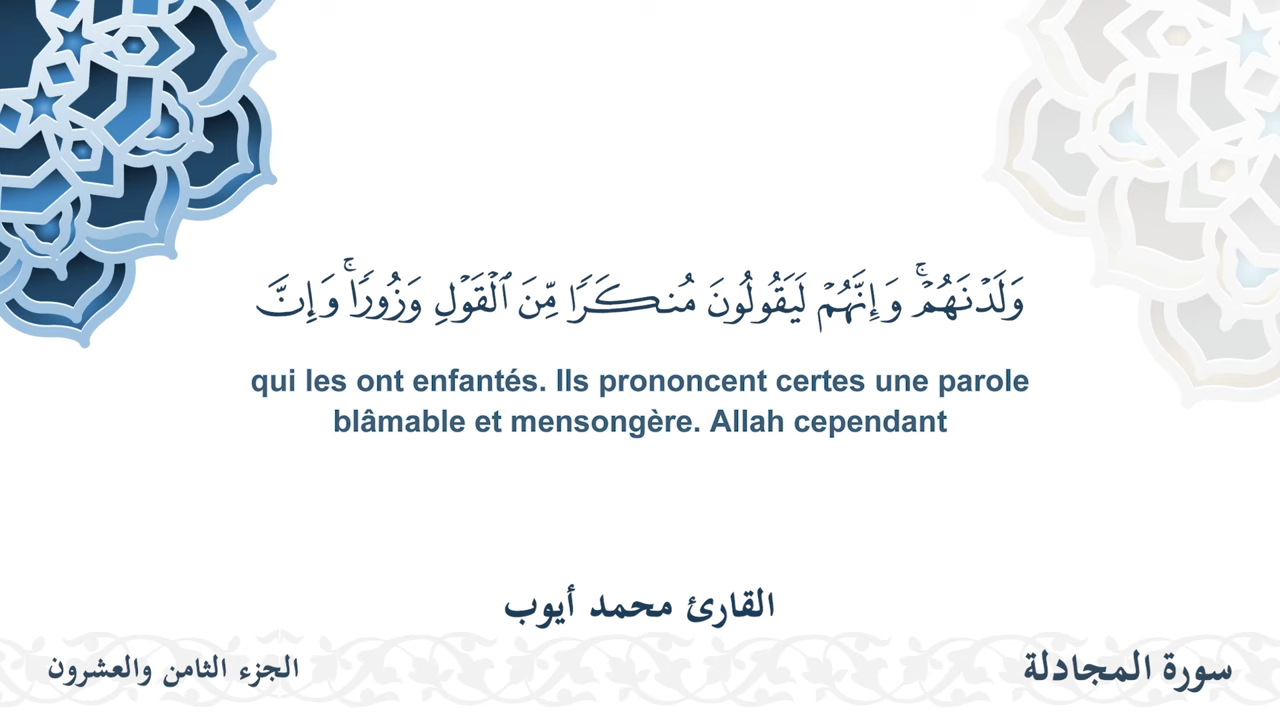 وَلَدْنَهُمْ ۚ وَإِنَّهُمْ لَيَقُولُونَ مُنكَرًا مِّنَ ٱلْقَوْلِ وَزُورًا ۚ وَإِنَّ
qui les ont enfantés. Ils prononcent certes une parole
blâmable et mensongère. Allah cependant
القارئ محمد أيوب
سورة المجادلة
الجزء الثامن والعشرون